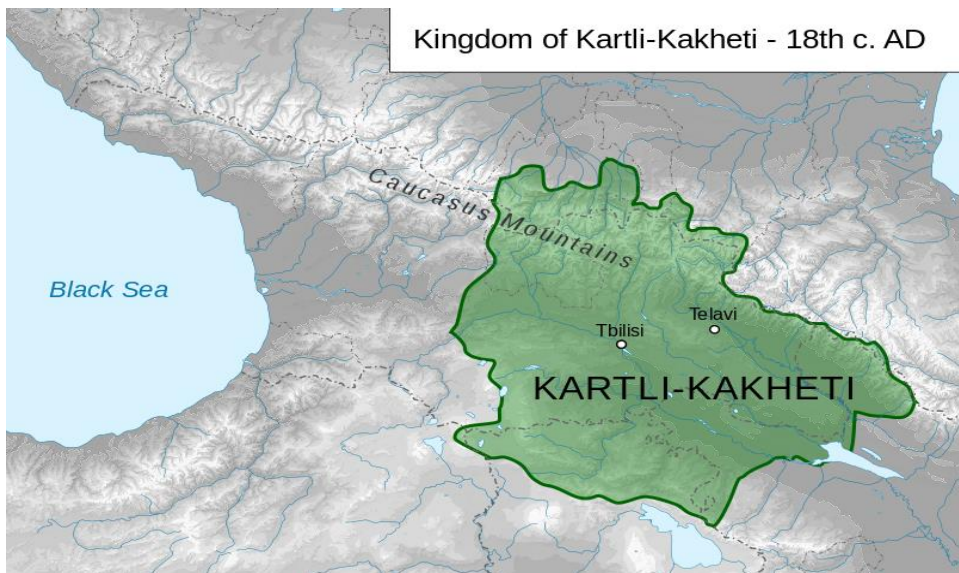 Kingdom of Kartli-Kakheti - 18th c. AD
Caucasus Mountains
Black Sea
Telavi
Tbilisi
KARTLI-KAKHETI